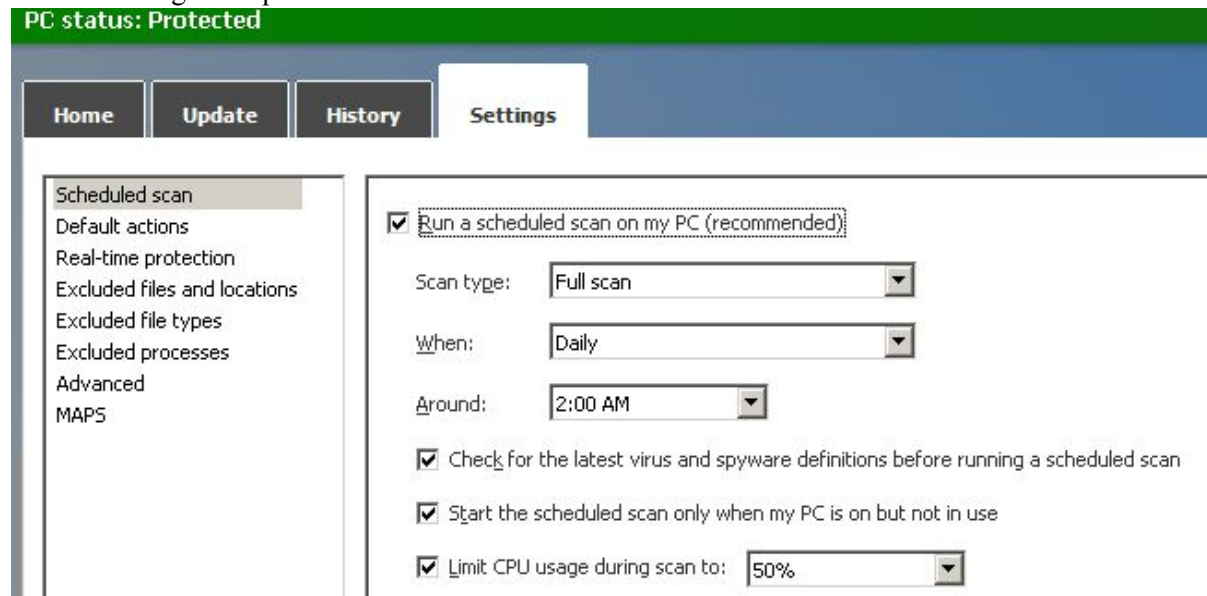 PC status: Protected
Home Update History Settings
Scheduled scan
Default actions
Real-time protection
Excluded files and locations
Excluded file types
Excluded processes
Advanced
MAPS
Run a scheduled scan on my PC (recommended)
Scan type: Full scan
When: Daily
Around: 2:00 AM
Check for the latest virus and spyware definitions before running a scheduled scan
Start the scheduled scan only when my PC is on but not in use
Limit CPU usage during scan to: 50%